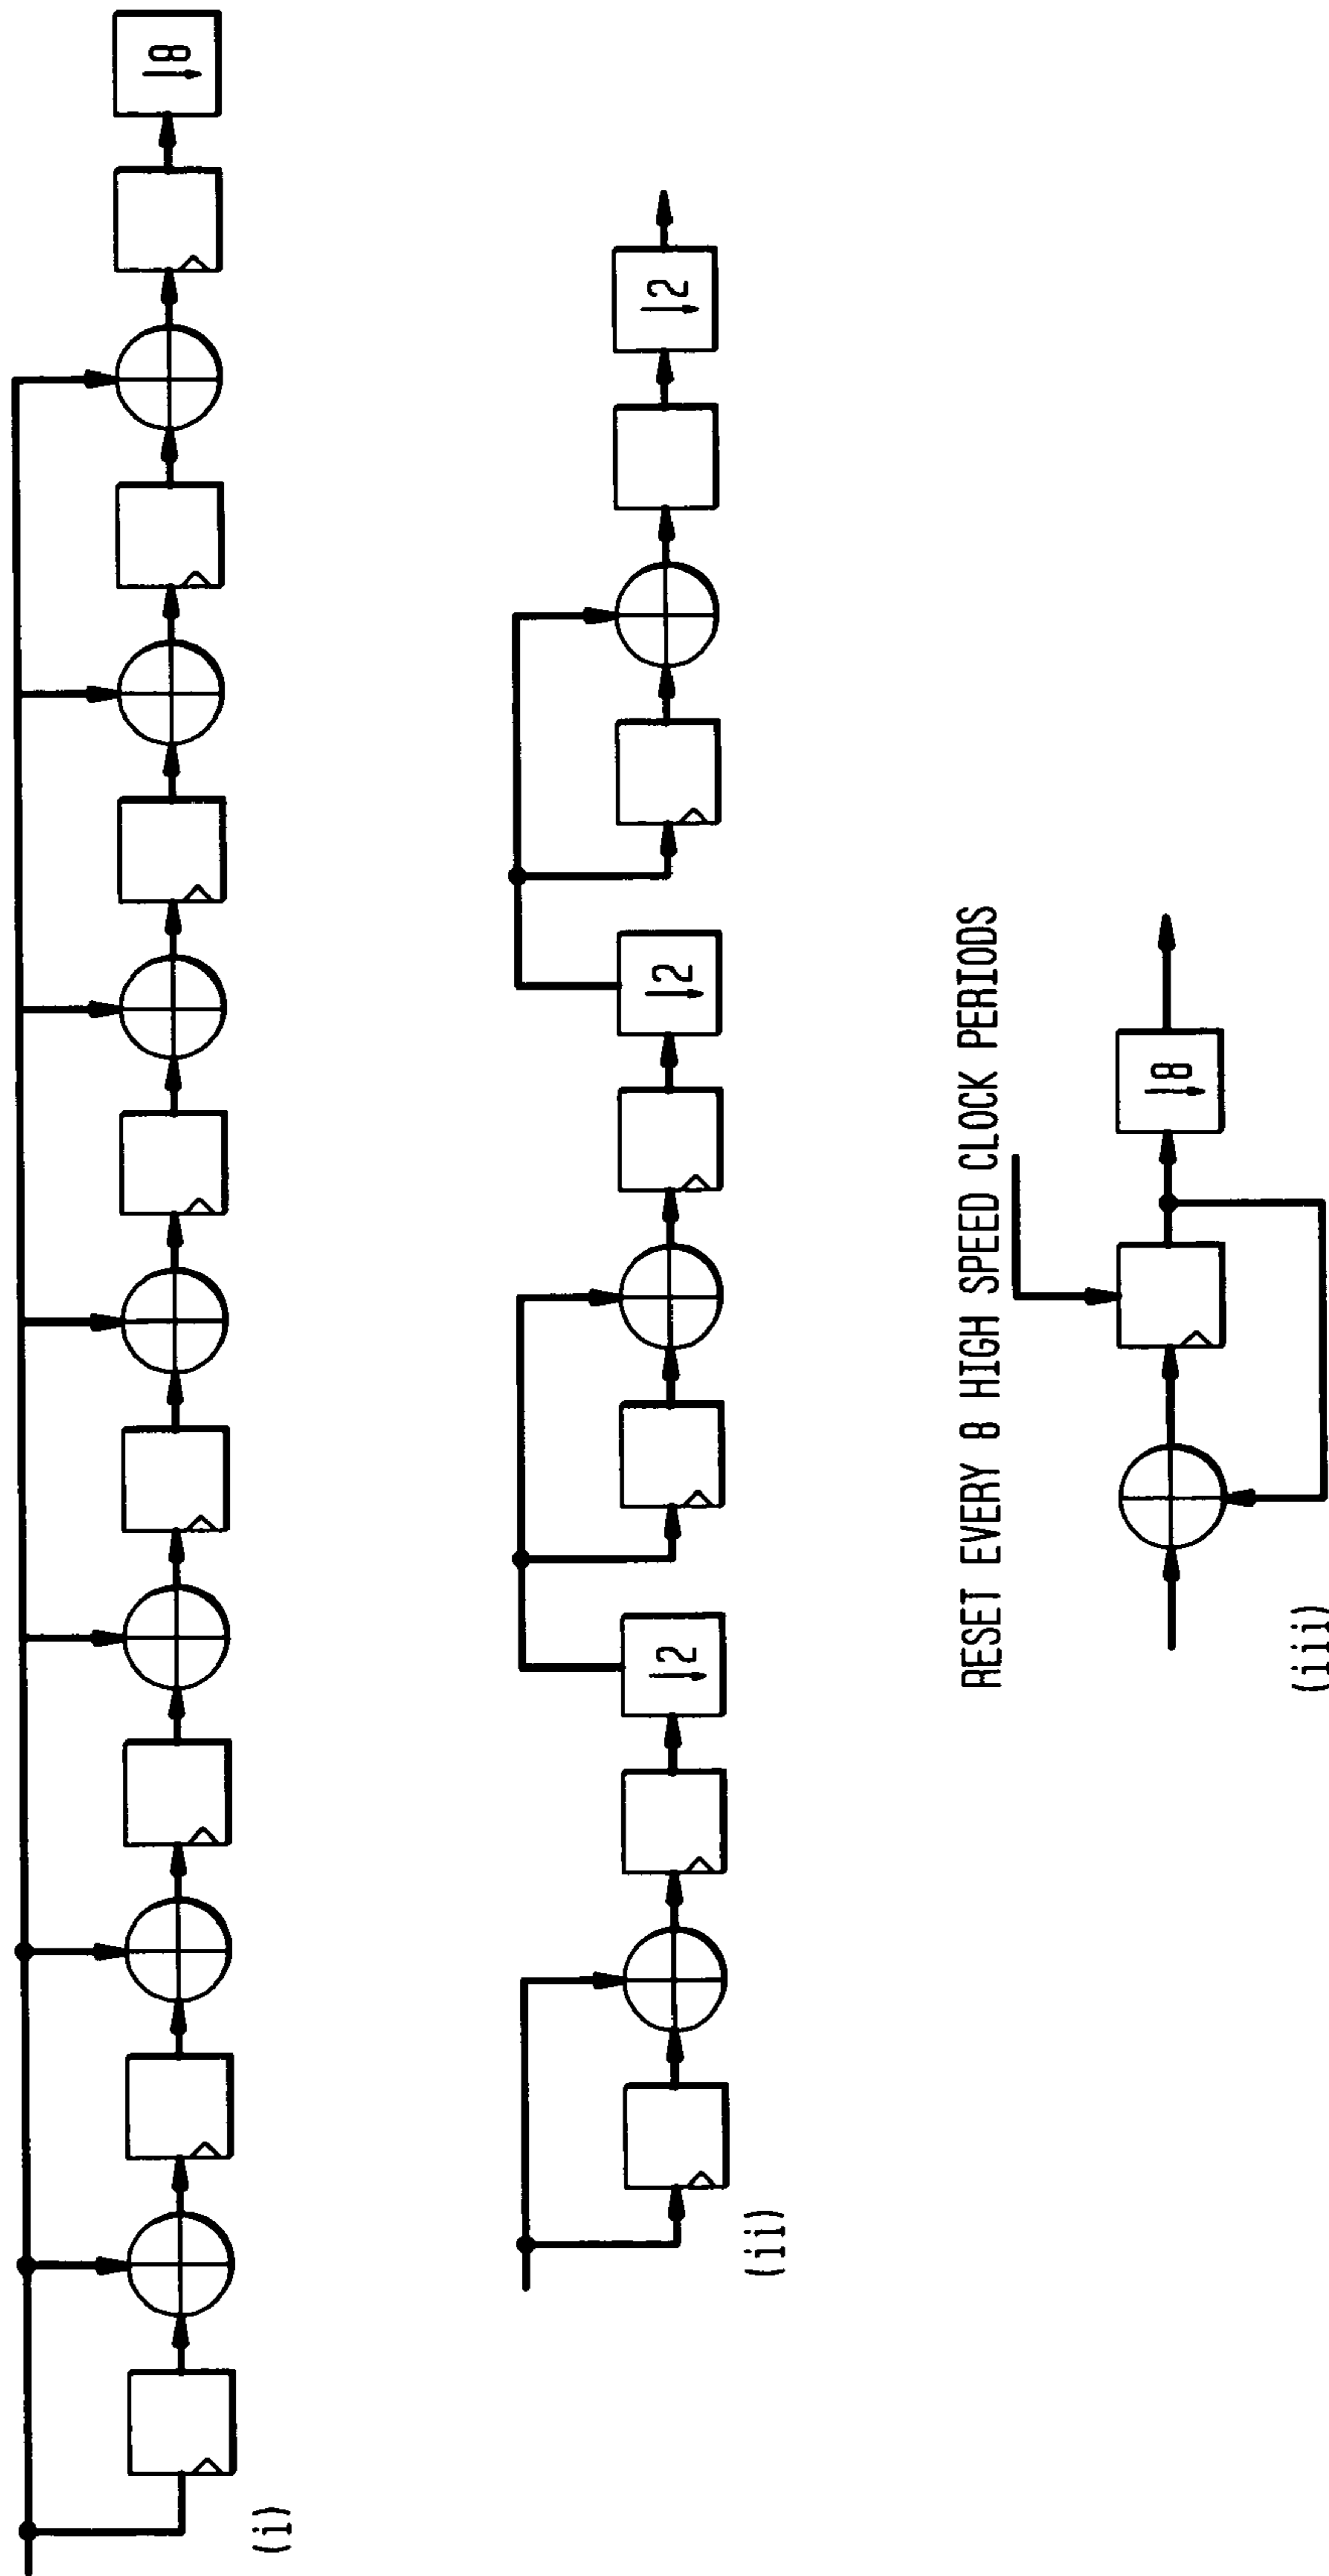 ↓8
(i)
↓2
↓2
↓2
(ii)
RESET EVERY 8 HIGH SPEED CLOCK PERIODS
↓8
(iii)